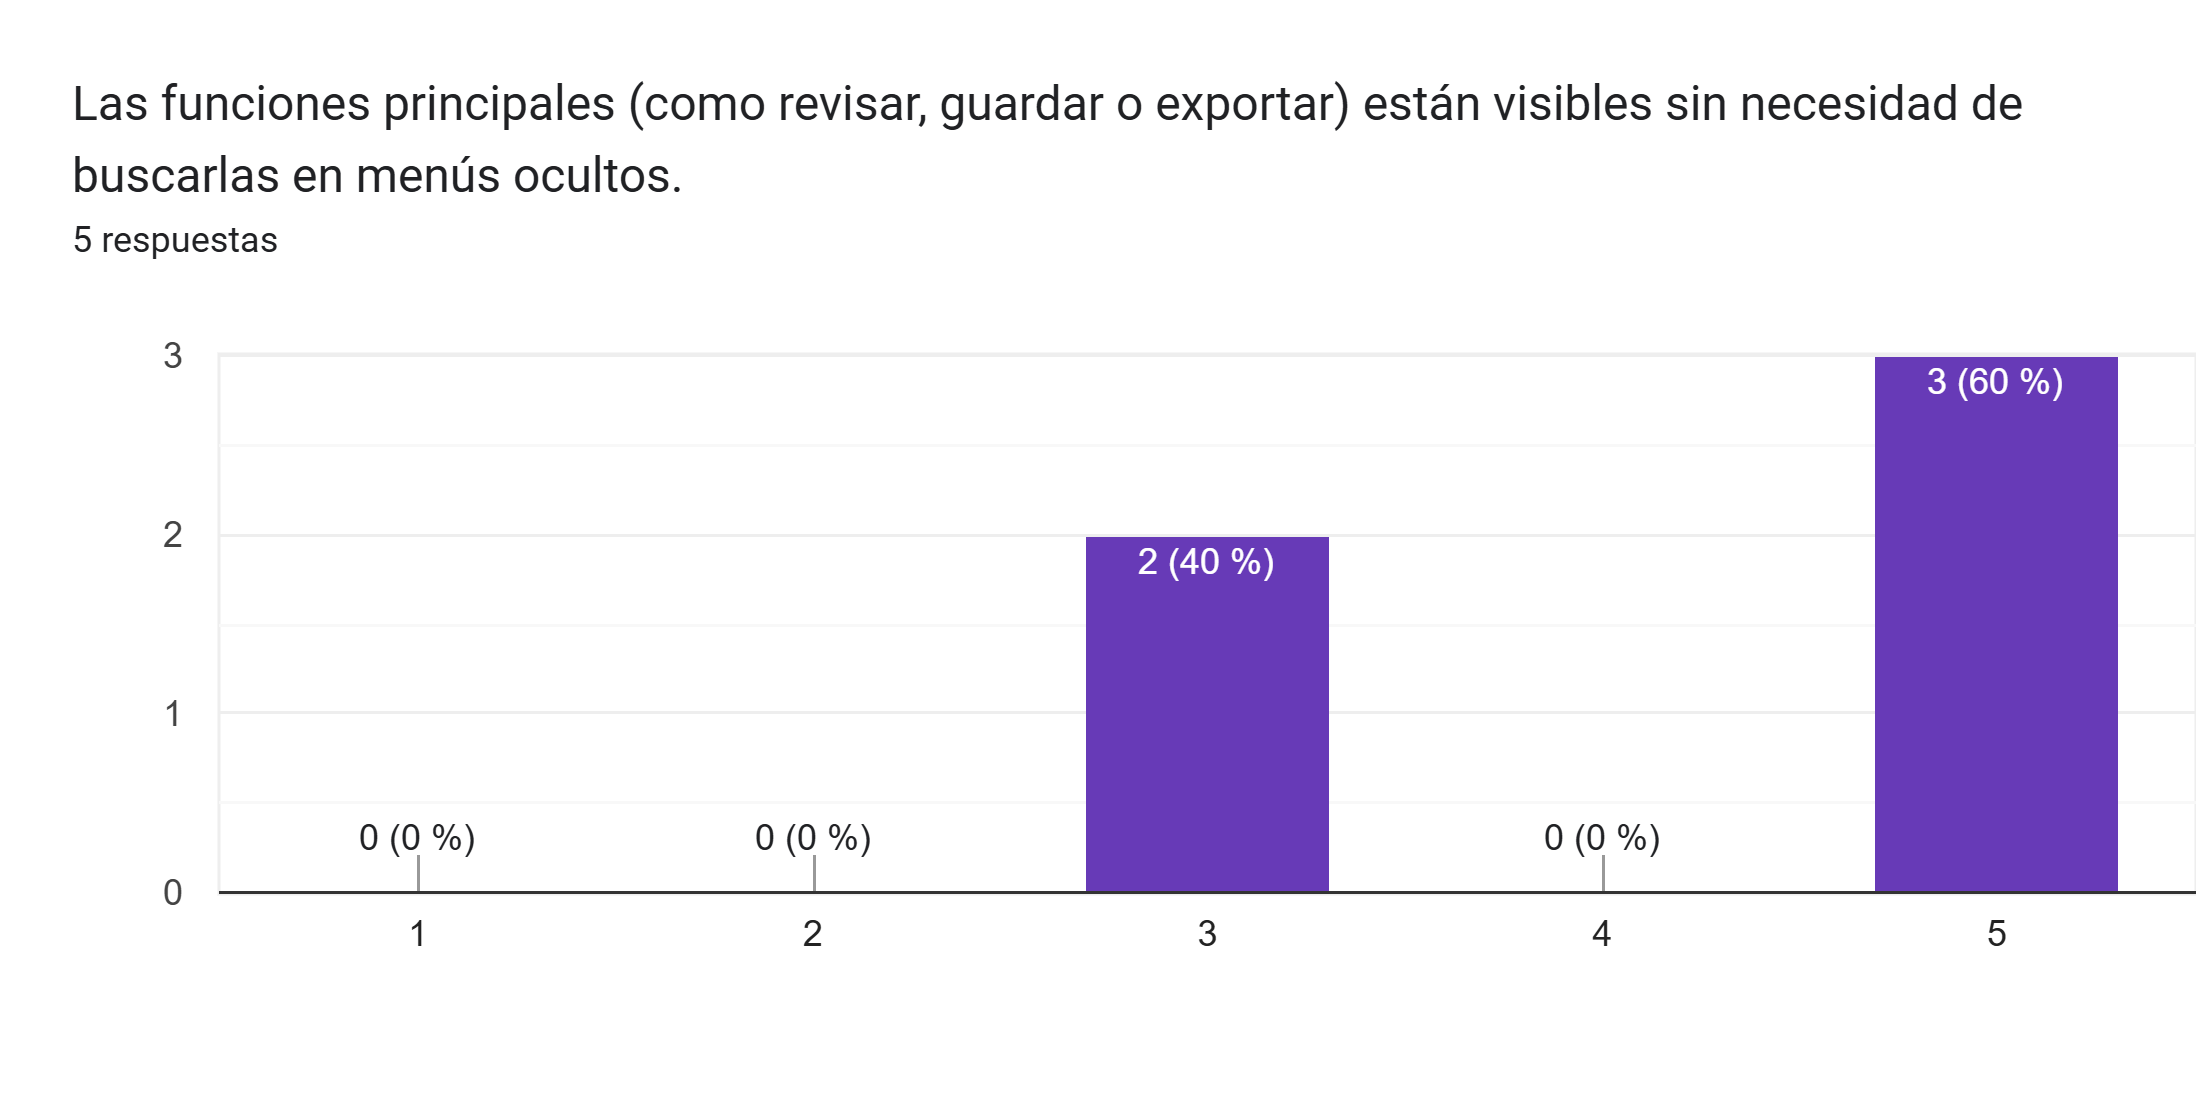 Las funciones principales (como revisar, guardar o exportar) están visibles sin necesidad de
buscarlas en menús ocultos.
5 respuestas
3
3 (60 %)
2
2 (40 %)
1
0 (0 %)
0 (0 %)
0 (0 %)
0
1
2
3
4
5